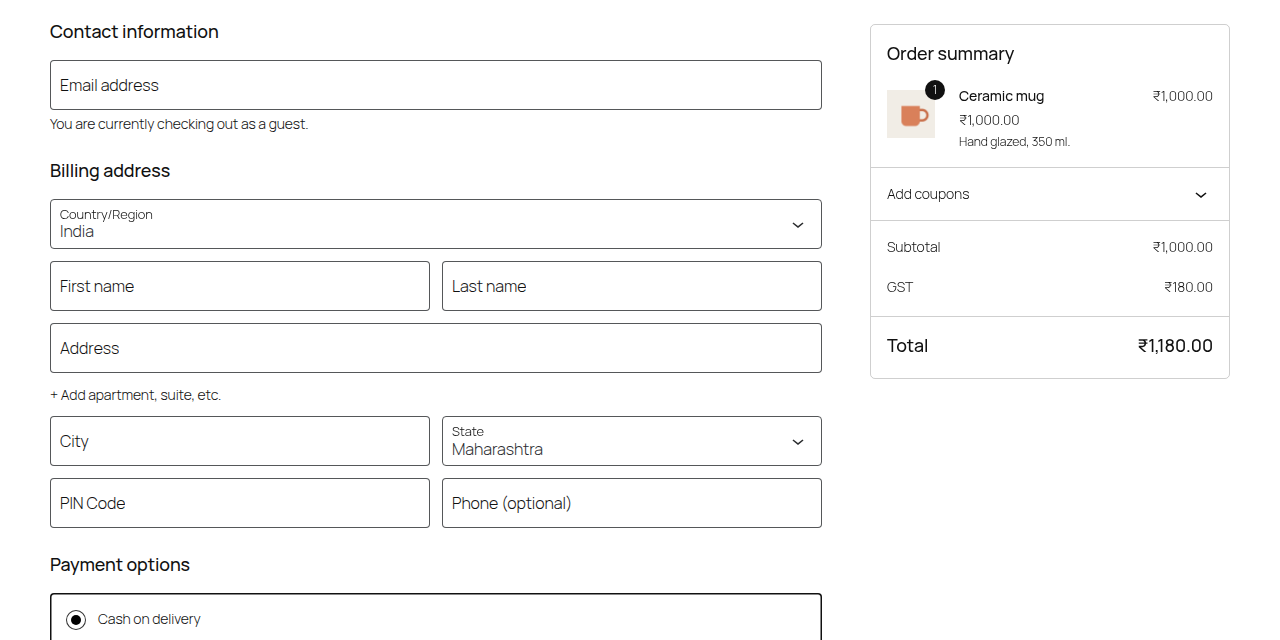 Contact information
Email address
You are currently checking out as a guest.
Billing address
Country/Region
India
First name
Last name
Address
+ Add apartment, suite, etc.
City
State
Maharashtra
PIN Code
Phone (optional)
Payment options
Cash on delivery
Order summary
1
Ceramic mug ₹1,000.00
₹1,000.00
Hand glazed, 350 ml.
Add coupons
Subtotal ₹1,000.00
GST ₹180.00
Total ₹1,180.00